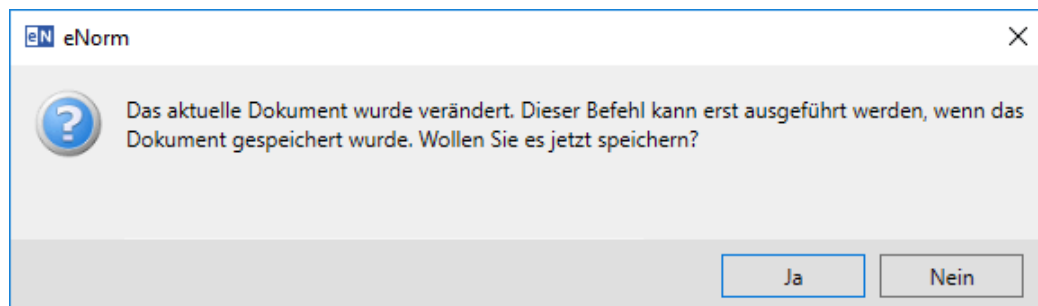 eN eNorm
Das aktuelle Dokument wurde verändert. Dieser Befehl kann erst ausgeführt werden, wenn das
Dokument gespeichert wurde. Wollen Sie es jetzt speichern?
Ja Nein